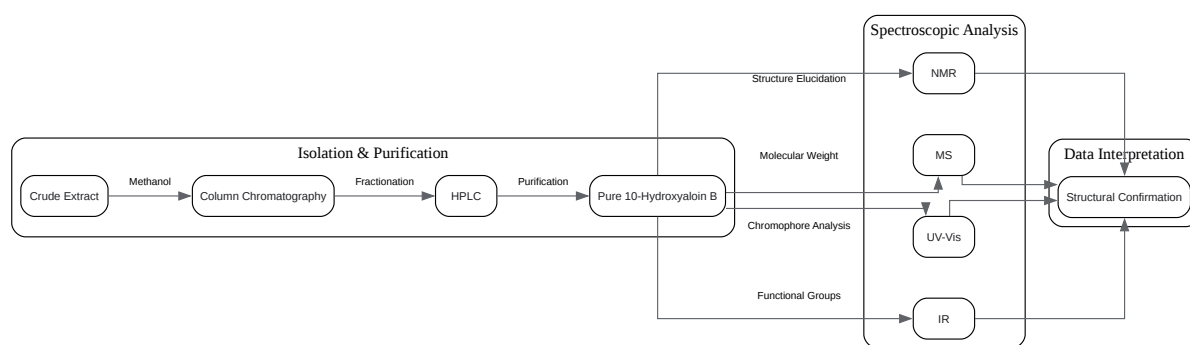 Spectroscopic Analysis
Structure Elucidation
NMR
Isolation & Purification
Molecular Weight
MS
Data Interpretation
Crude Extract
Methanol
Column Chromatography
Fractionation
HPLC
Purification
Pure 10-Hydroxyaloin B
Structural Confirmation
Chromophore Analysis
UV-Vis
Functional Groups
IR